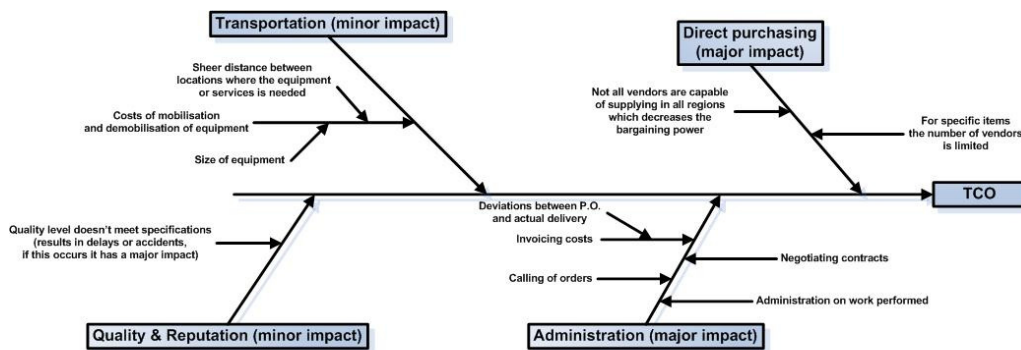 Transportation (minor impact)
Direct purchasing
(major impact)
Sheer distance between
locations where the equipment
or services is needed
Costs of mobilisation
and demobilisation of equipment
Size of equipment
Not all vendors are capable
of supplying in all regions
which decreases the
bargaining power
For specific items
the number of vendors
is limited
TCO
Quality level doesn't meet specifications
(results in delays or accidents,
if this occurs it has a major impact)
Deviations between P.O.
and actual delivery
Invoicing costs
Negotiating contracts
Calling of orders
Administration on work performed
Quality & Reputation (minor impact)
Administration (major impact)